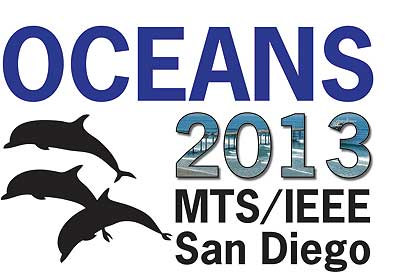 OCEANS
2013
MTS/IEEE
San Diego